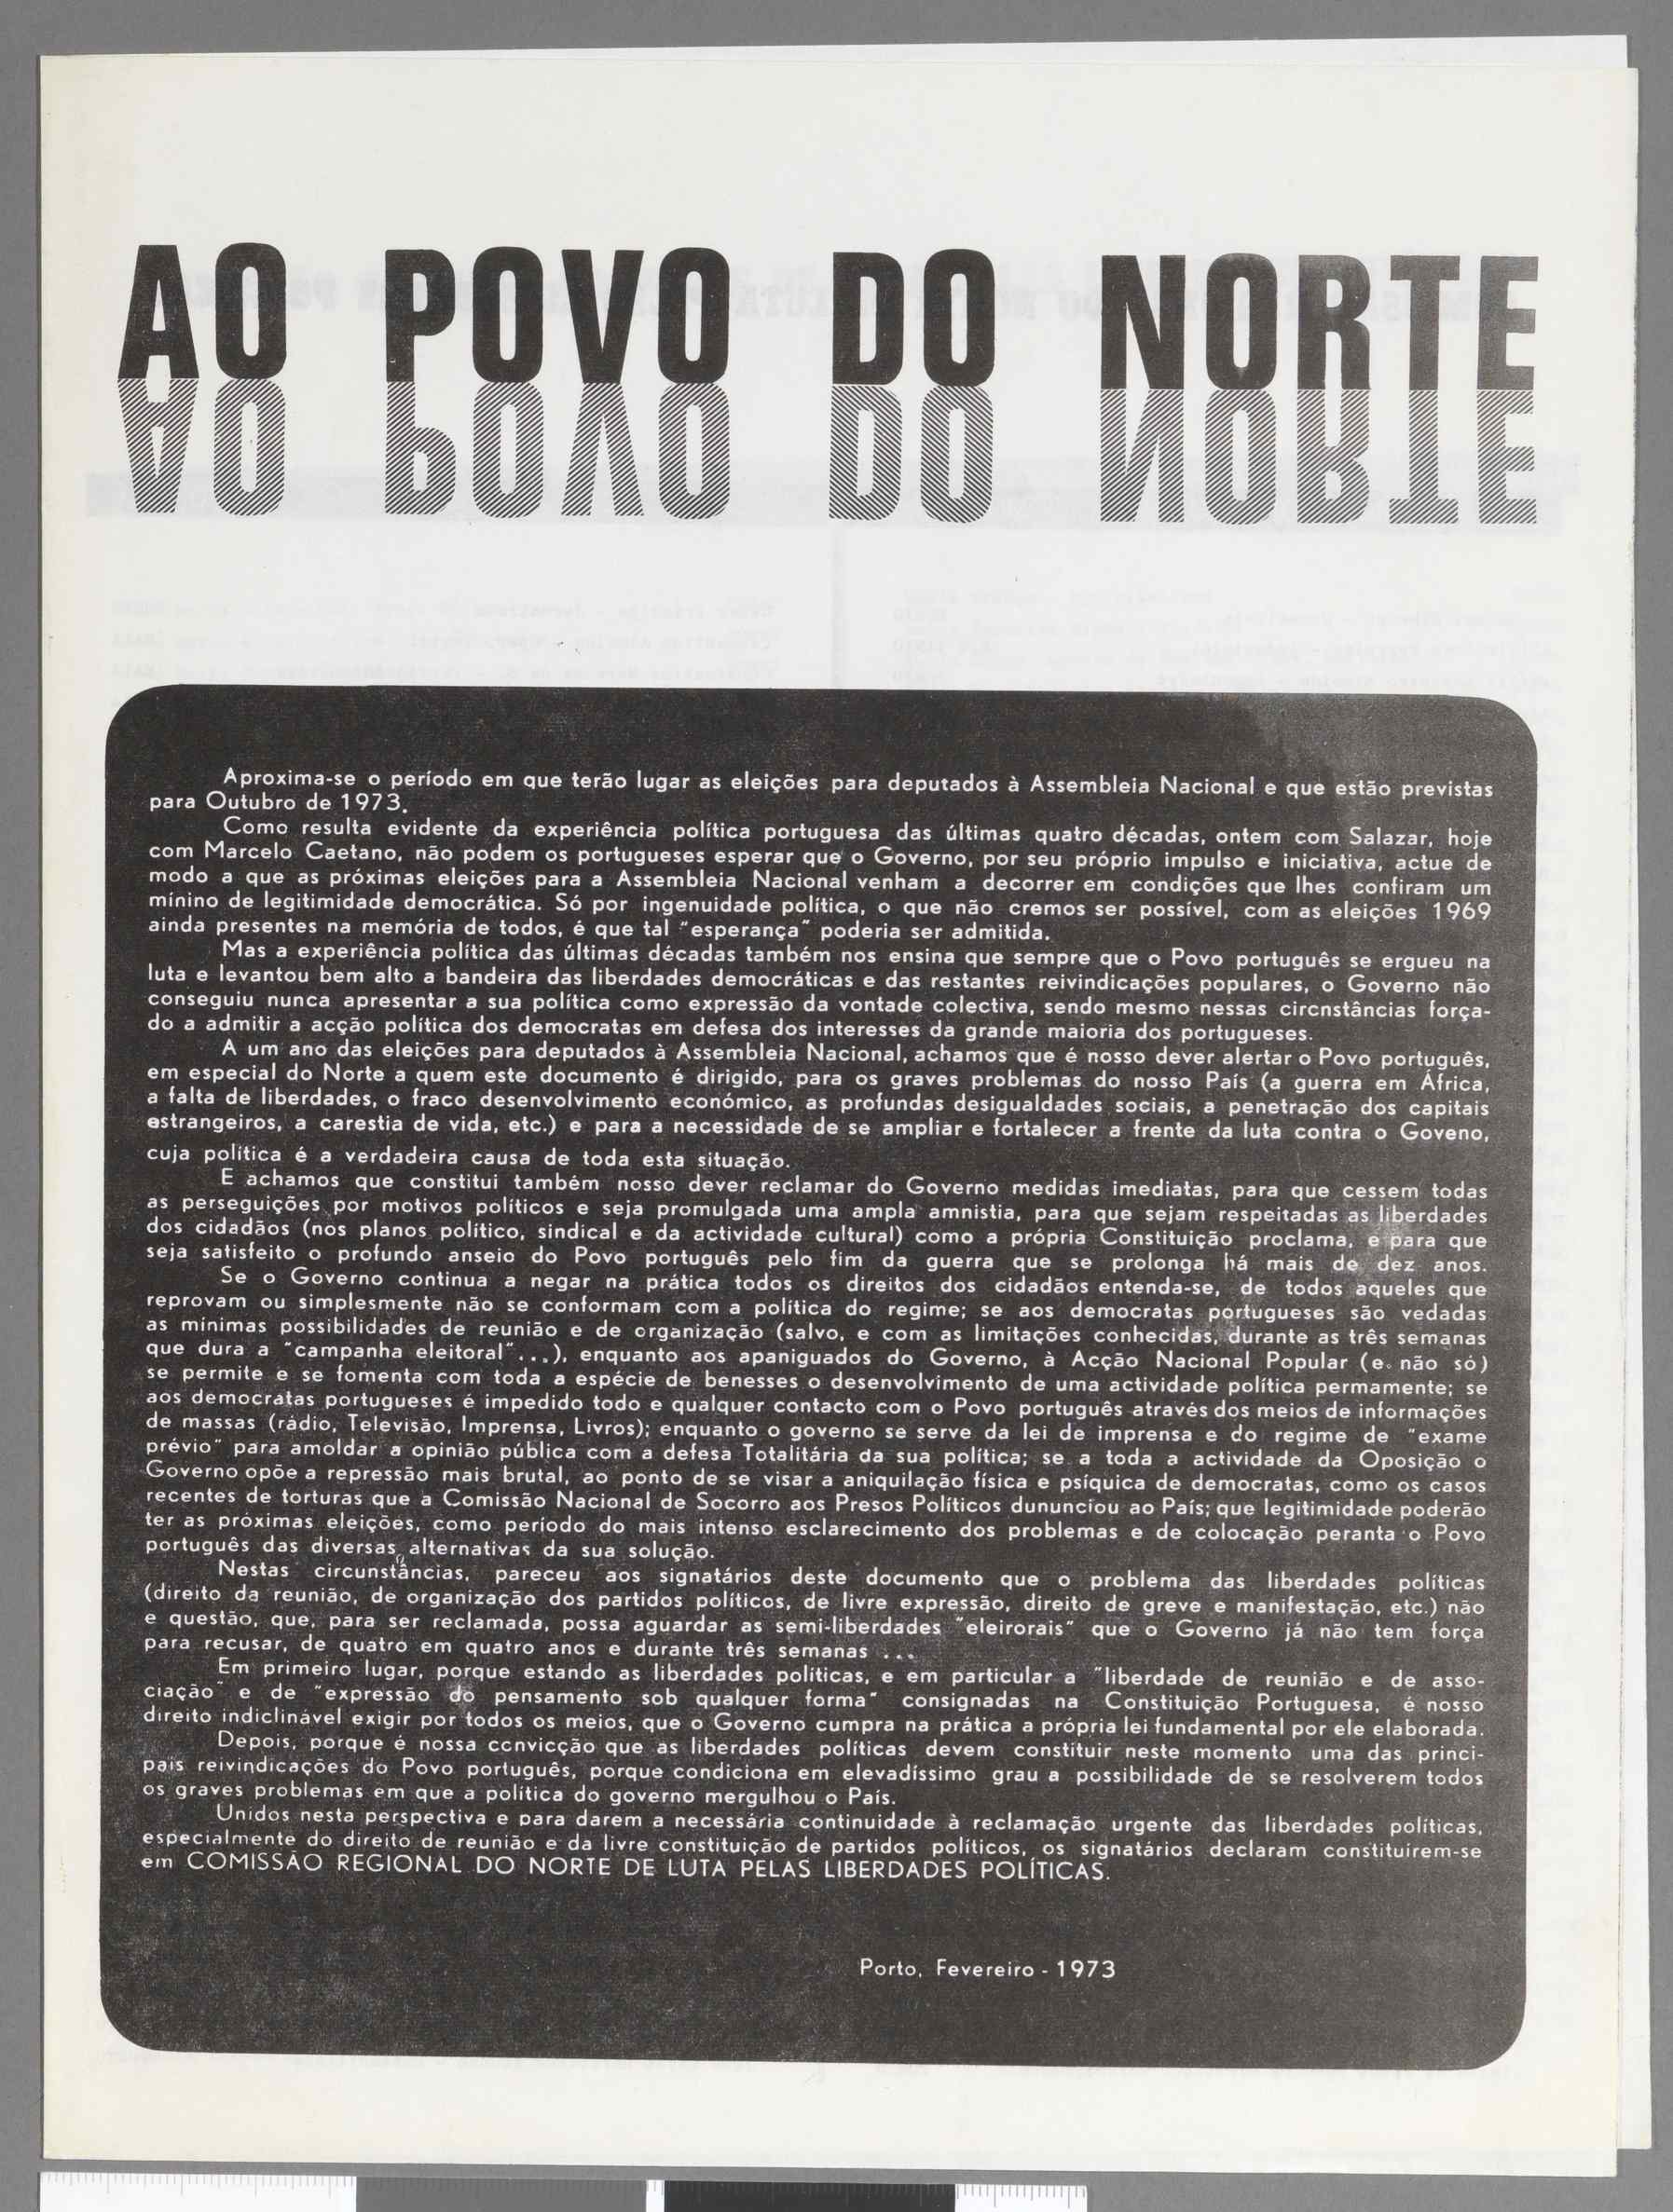 AO POVO DO NORTE
AO POVO DO NORTE
Aproxima-se o período em que terão lugar as eleições para deputados à Assembleia Nacional e que estão previstas
para Outubro de 1973.
Como resulta evidente da experiência política portuguesa das últimas quatro décadas, ontem com Salazar, hoje
com Marcelo Caetano, não podem os portugueses esperar que o Governo, por seu próprio impulso e iniciativa, actue de
modo a que as próximas eleições para a Assembleia Nacional venham a decorrer em condições que lhes confiram um
mínino de legitimidade democrática. Só por ingenuidade política, o que não cremos ser possível, com as eleições 1969
ainda presentes na memória de todos, é que tal "esperança" poderia ser admitida.
Mas a experiência política das últimas décadas também nos ensina que sempre que o Povo português se ergueu na
luta e levantou bem alto a bandeira das liberdades democráticas e das restantes reivindicações populares, o Governo não
conseguiu nunca apresentar a sua política como expressão da vontade colectiva, sendo mesmo nessas circnstâncias força-
do a admitir a acção política dos democratas em defesa dos interesses da grande maioria dos portugueses.
A um ano das eleições para deputados à Assembleia Nacional, achamos que é nosso dever alertar o Povo português,
em especial do Norte a quem este documento é dirigido, para os graves problemas do nosso País (a guerra em África,
a falta de liberdades, o fraco desenvolvimento económico, as profundas desigualdades sociais, a penetração dos capitais
estrangeiros, a carestia de vida, etc.) e para a necessidade de se ampliar e fortalecer a frente da luta contra o Goveno,
cuja política é a verdadeira causa de toda esta situação.
E achamos que constitui também nosso dever reclamar do Governo medidas imediatas, para que cessem todas
as perseguições por motivos políticos e seja promulgada uma ampla amnistia, para que sejam respeitadas as liberdades
dos cidadãos (nos planos político, sindical e da actividade cultural) como a própria Constituição proclama, e para que
seja satisfeito o profundo anseio do Povo português pelo fim da guerra que se prolonga há mais de dez anos.
Se o Governo continua a negar na prática todos os direitos dos cidadãos entenda-se, de todos aqueles que
reprovam ou simplesmente não se conformam com a política do regime; se aos democratas portugueses são vedadas
as mínimas possibilidades de reunião e de organização (salvo, e com as limitações conhecidas, durante as três semanas
que dura a "campanha eleitoral"...), enquanto aos apaniguados do Governo, à Acção Nacional Popular (e não só)
se permite e se fomenta com toda a espécie de benesses o desenvolvimento de uma actividade política permamente; se
aos democratas portugueses é impedido todo e qualquer contacto com o Povo português através dos meios de informações
de massas (rádio, Televisão, Imprensa, Livros); enquanto o governo se serve da lei de imprensa e do regime de "exame
prévio" para amoldar a opinião pública com a defesa Totalitária da sua política; se a toda a actividade da Oposição o
Governo opõe a repressão mais brutal, ao ponto de se visar a aniquilação física e psíquica de democratas, como os casos
recentes de torturas que a Comissão Nacional de Socorro aos Presos Políticos dununciou ao País; que legitimidade poderão
ter as próximas eleições, como período do mais intenso esclarecimento dos problemas e de colocação peranta o Povo
português das diversas alternativas da sua solução.
Nestas circunstâncias, pareceu aos signatários deste documento que o problema das liberdades políticas
(direito da reunião, de organização dos partidos políticos, de livre expressão, direito de greve e manifestação, etc.) não
e questão, que, para ser reclamada, possa aguardar as semi-liberdades "eleirorais" que o Governo já não tem força
para recusar, de quatro em quatro anos e durante três semanas ...
Em primeiro lugar, porque estando as liberdades políticas, e em particular a "liberdade de reunião e de asso-
ciação" e de "expressão do pensamento sob qualquer forma" consignadas na Constituição Portuguesa, é nosso
direito indiclinável exigir por todos os meios, que o Governo cumpra na prática a própria lei fundamental por ele elaborada.
Depois, porque é nossa convicção que as liberdades políticas devem constituir neste momento uma das princi-
pais reivindicações do Povo português, porque condiciona em elevadíssimo grau a possibilidade de se resolverem todos
os graves problemas em que a política do governo mergulhou o País.
Unidos nesta perspectiva e para darem a necessária continuidade à reclamação urgente das liberdades políticas,
especialmente do direito de reunião e da livre constituição de partidos políticos, os signatários declaram constituírem-se
em COMISSÃO REGIONAL DO NORTE DE LUTA PELAS LIBERDADES POLÍTICAS.
Porto, Fevereiro - 1973